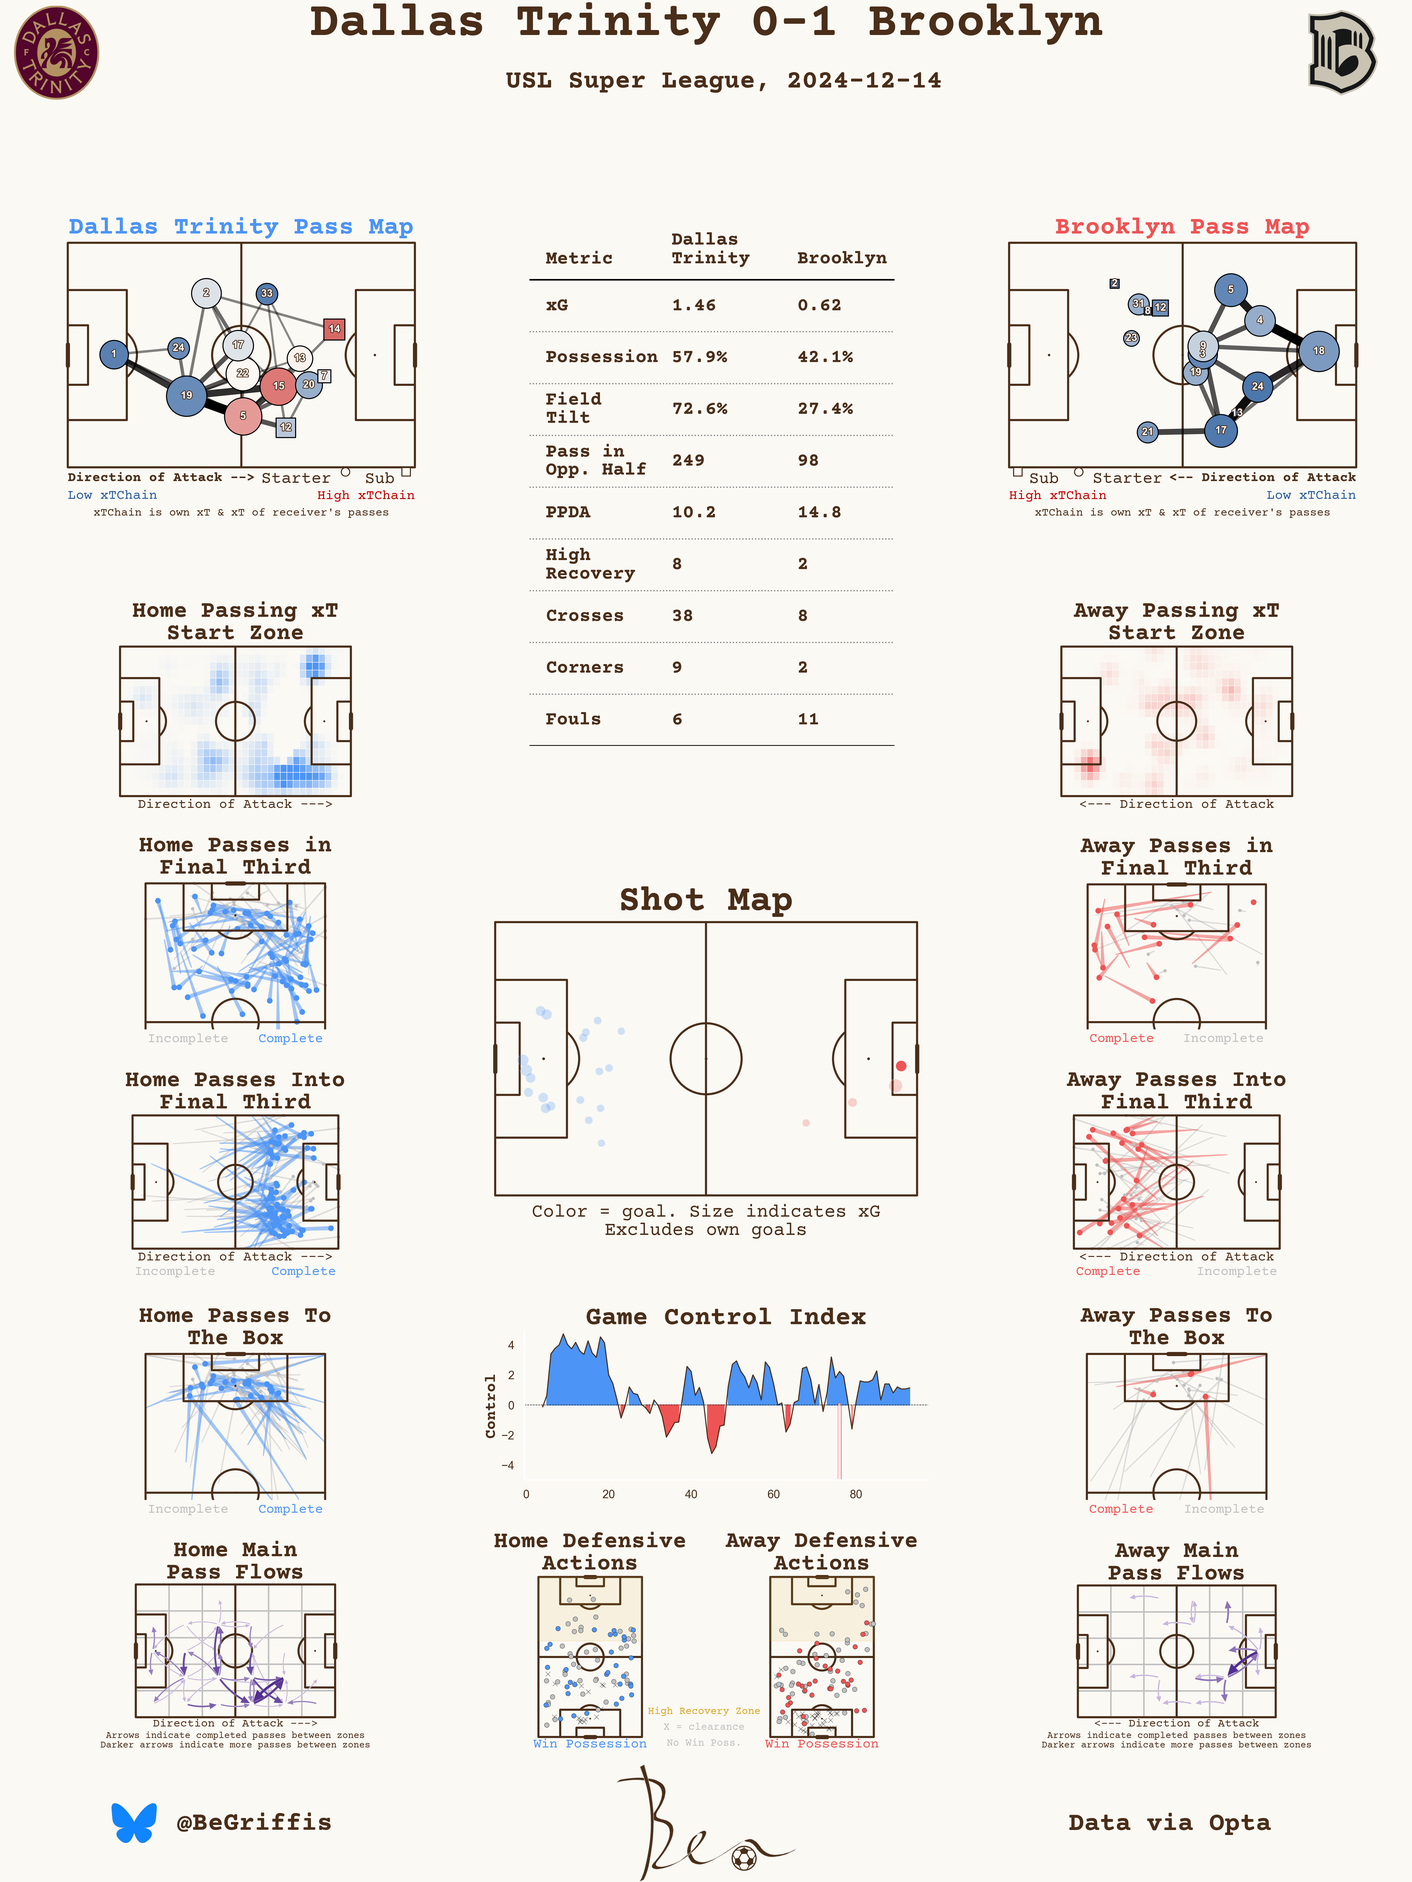 Dallas Trinity 0-1 Brooklyn
USL Super League, 2024-12-14
DALLAS
F C
TRINITY
B
Dallas Trinity Pass Map
2
33
14
1
24
17
13
22
7
19
15
20
5
12
Direction of Attack --> Starter Sub
Low xTChain High xTChain
xTChain is own xT & xT of receiver's passes
Metric Dallas Trinity Brooklyn
xG 1.46 0.62
Possession 57.9% 42.1%
Field Tilt 72.6% 27.4%
Pass in Opp. Half 249 98
PPDA 10.2 14.8
High Recovery 8 2
Crosses 38 8
Corners 9 2
Fouls 6 11
Brooklyn Pass Map
2
5
31
8
12
4
23
9
3
18
19
24
13
21
17
Sub Starter <-- Direction of Attack
High xTChain Low xTChain
xTChain is own xT & xT of receiver's passes
Home Passing xT
Start Zone
Direction of Attack --->
Away Passing xT
Start Zone
<--- Direction of Attack
Home Passes in
Final Third
Incomplete Complete
Away Passes in
Final Third
Complete Incomplete
Shot Map
Color = goal. Size indicates xG
Excludes own goals
Home Passes Into
Final Third
Direction of Attack --->
Incomplete Complete
Away Passes Into
Final Third
<--- Direction of Attack
Complete Incomplete
Home Passes To
The Box
Incomplete Complete
Game Control Index
Control
4
2
0
−2
−4
0 20 40 60 80
Away Passes To
The Box
Complete Incomplete
Home Main
Pass Flows
Direction of Attack --->
Arrows indicate completed passes between zones
Darker arrows indicate more passes between zones
Home Defensive
Actions
Win Possession
High Recovery Zone
X = clearance
No Win Poss.
Away Defensive
Actions
Win Possession
Away Main
Pass Flows
<--- Direction of Attack
Arrows indicate completed passes between zones
Darker arrows indicate more passes between zones
@BeGriffis
Ben
Data via Opta